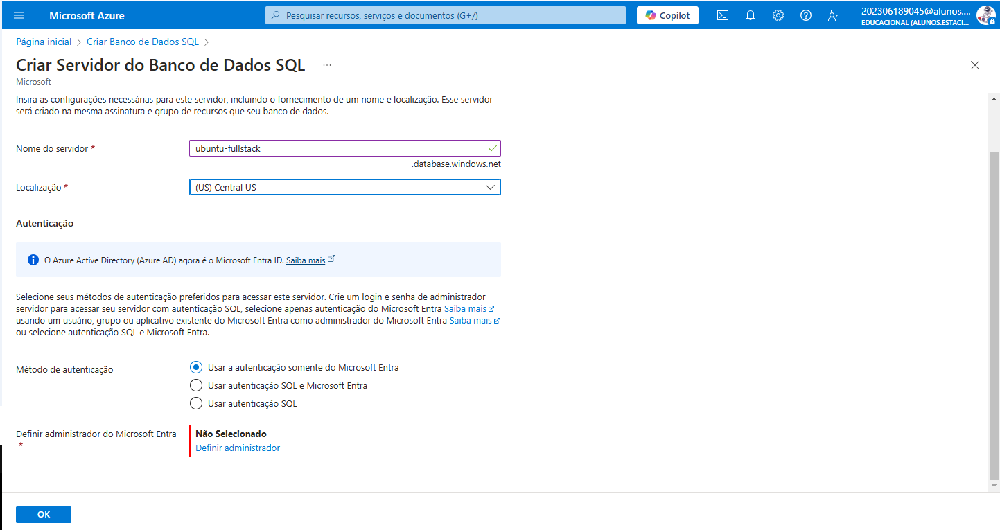 Microsoft Azure
Pesquisar recursos, serviços e documentos (G+/)
Copilot
202306189045@alunos....
EDUCACIONAL (ALUNOS.ESTACI...
Página inicial > Criar Banco de Dados SQL >
Criar Servidor do Banco de Dados SQL ...
Microsoft
Insira as configurações necessárias para este servidor, incluindo o fornecimento de um nome e localização. Esse servidor
será criado na mesma assinatura e grupo de recursos que seu banco de dados.
Nome do servidor *
ubuntu-fullstack
.database.windows.net
Localização *
(US) Central US
Autenticação
O Azure Active Directory (Azure AD) agora é o Microsoft Entra ID. Saiba mais
Selecione seus métodos de autenticação preferidos para acessar este servidor. Crie um login e senha de administrador
servidor para acessar seu servidor com autenticação SQL, selecione apenas autenticação do Microsoft Entra Saiba mais
usando um usuário, grupo ou aplicativo existente do Microsoft Entra como administrador do Microsoft Entra Saiba mais
ou selecione autenticação SQL e Microsoft Entra.
Método de autenticação
Usar a autenticação somente do Microsoft Entra
Usar autenticação SQL e Microsoft Entra
Usar autenticação SQL
Definir administrador do Microsoft Entra
*
Não Selecionado
Definir administrador
OK